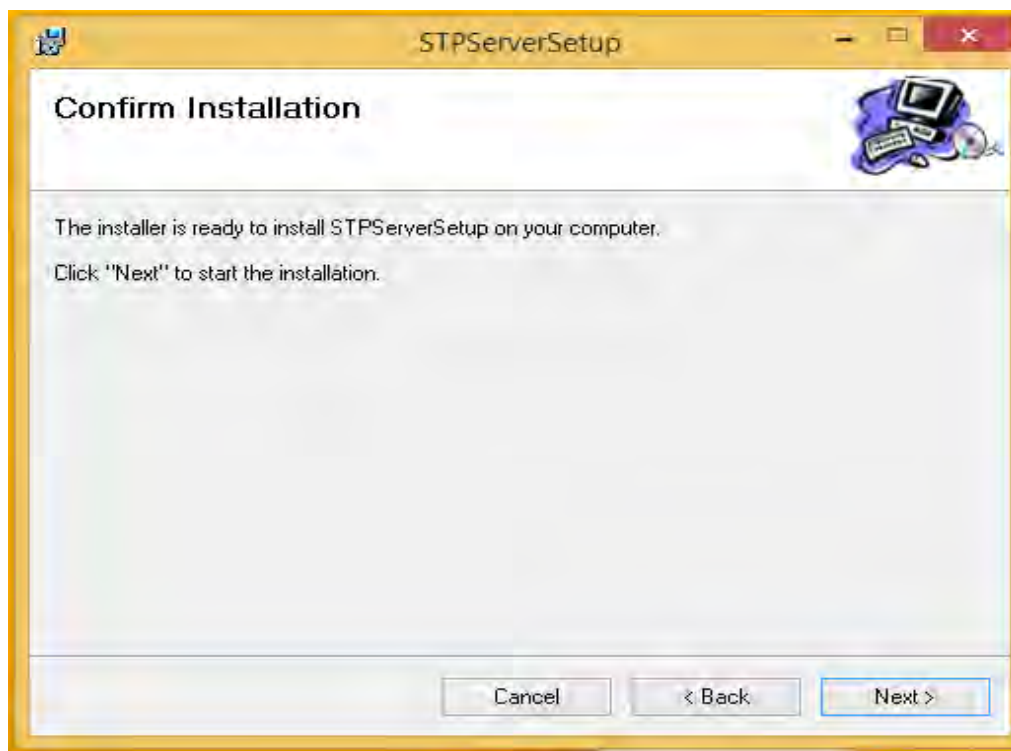 STPServerSetup
Confirm Installation
The installer is ready to install STPServerSetup on your computer.
Click "Next" to start the installation.
Cancel
< Back
Next >